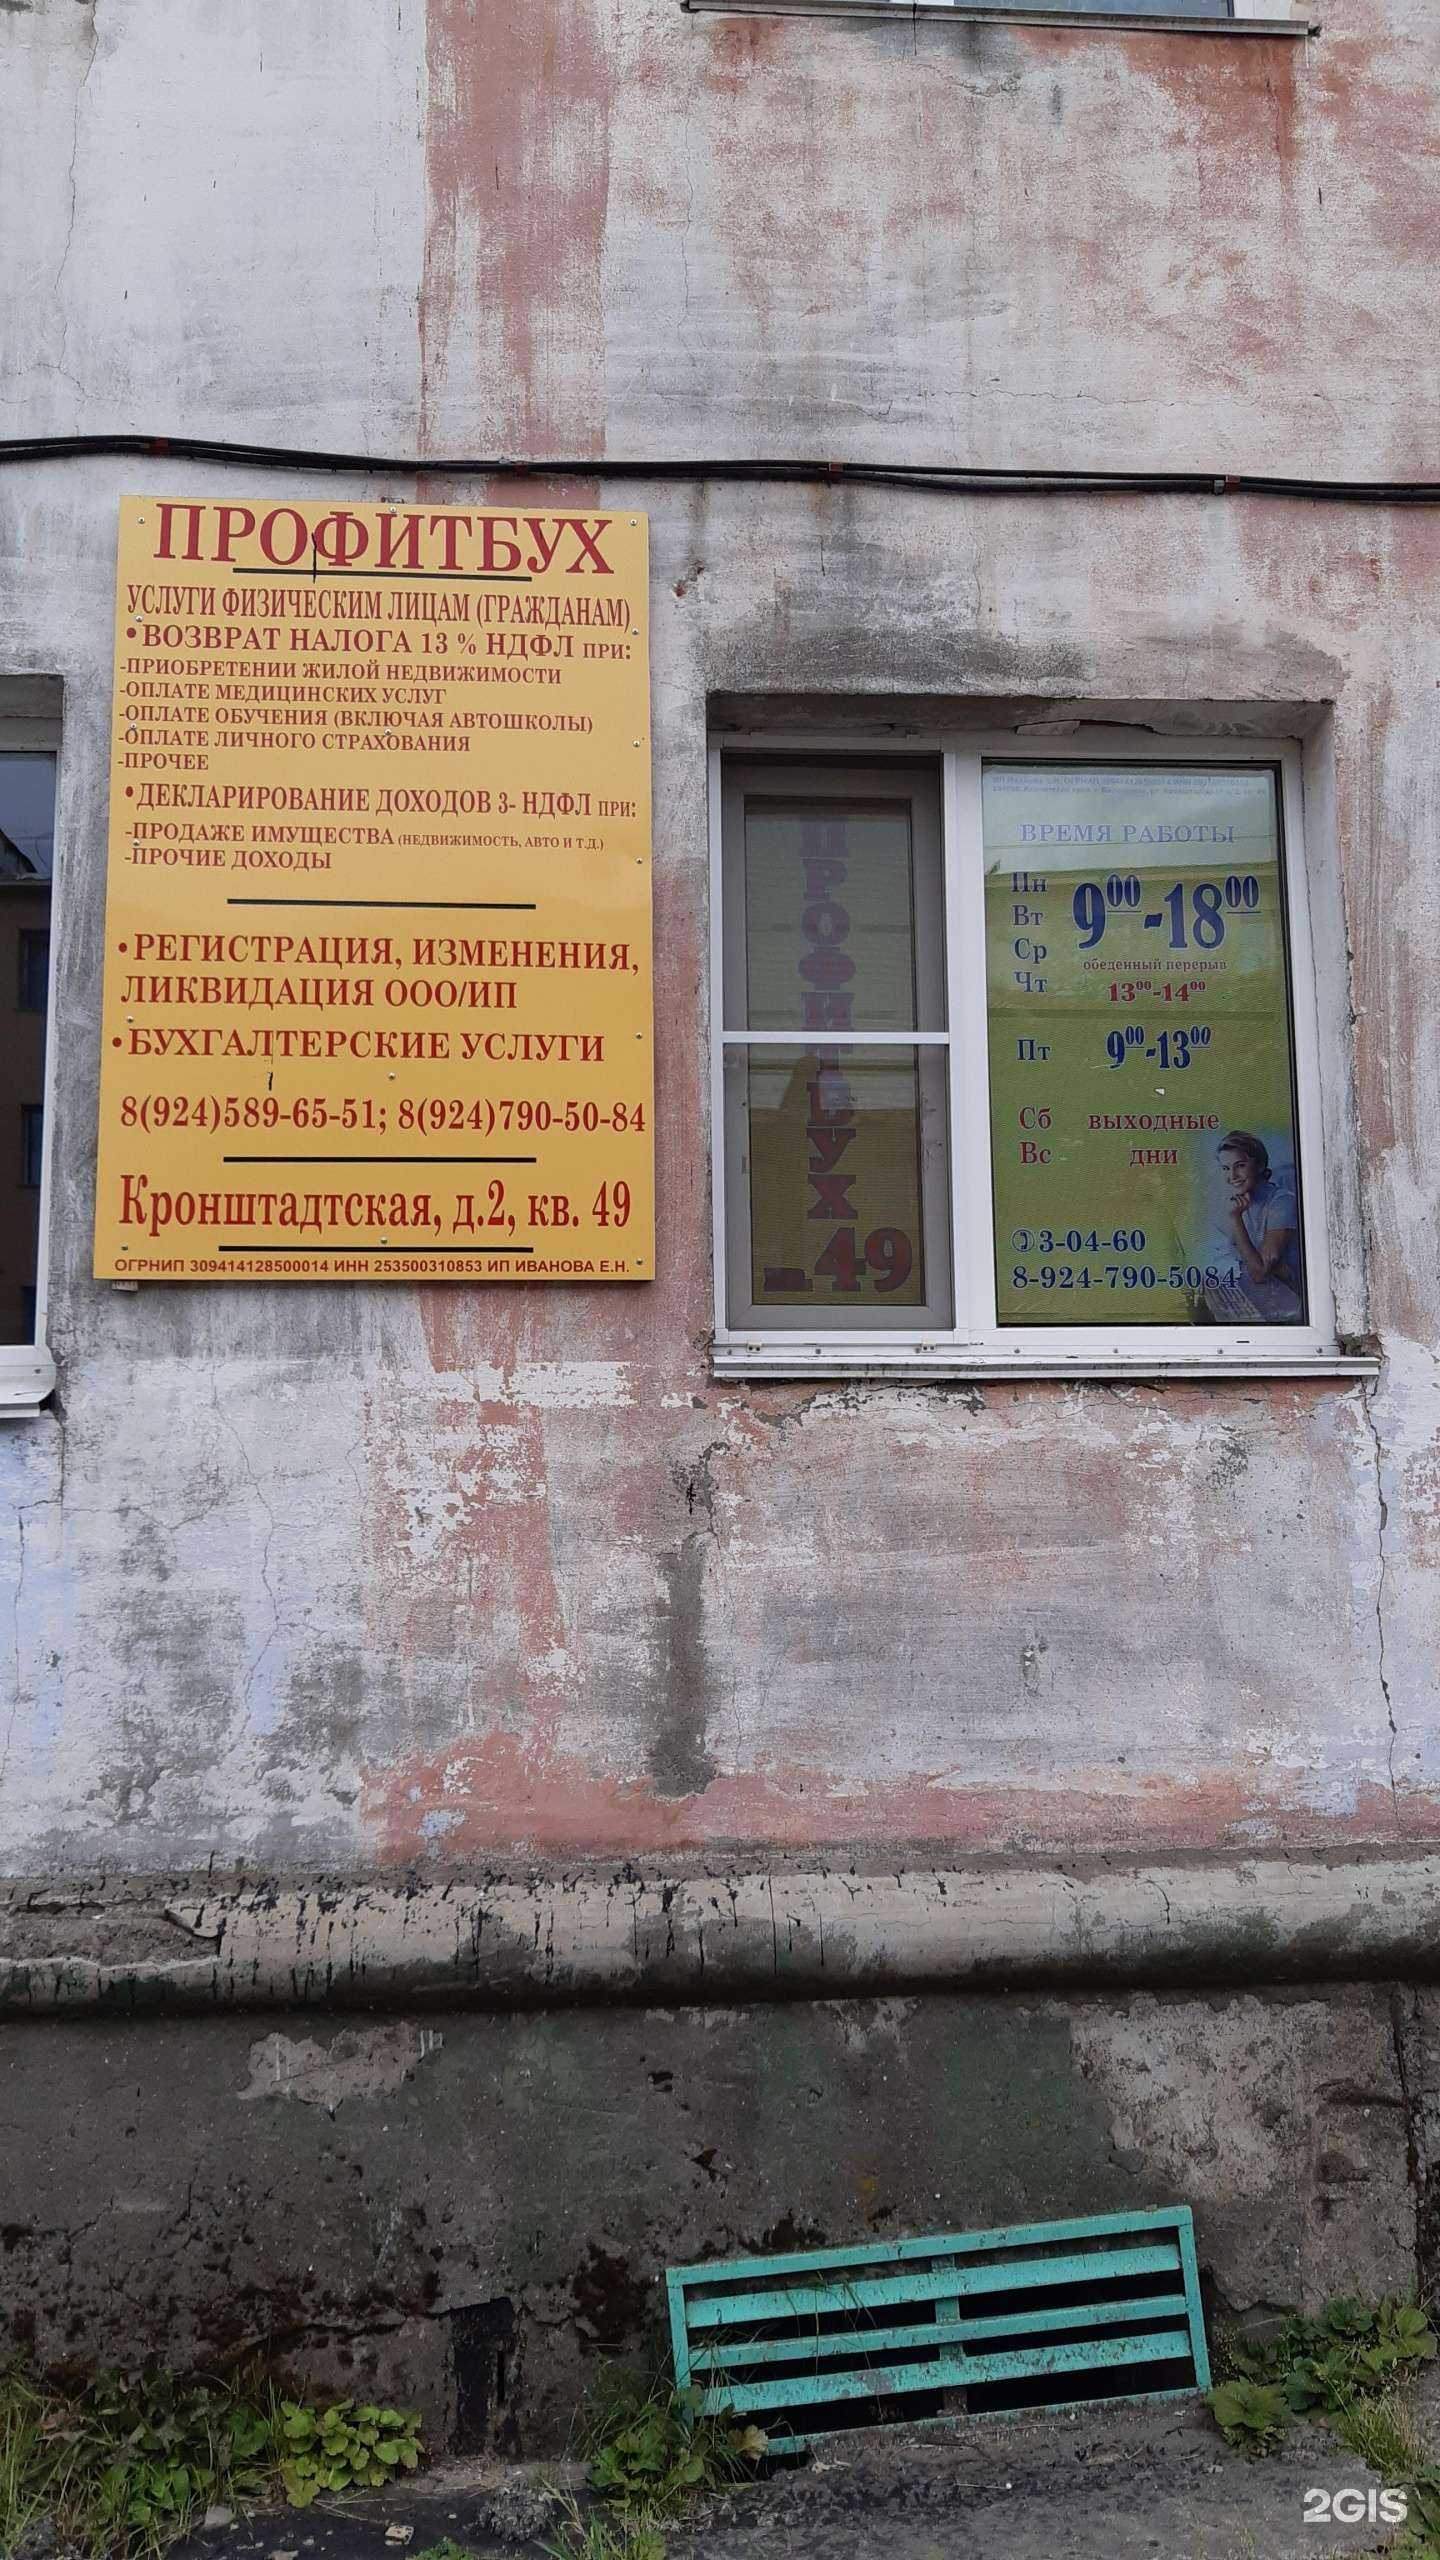 ПРОФИТБУХ
УСЛУГИ ФИЗИЧЕСКИМ ЛИЦАМ (ГРАЖДАНАМ)
•ВОЗВРАТ НАЛОГА 13 % НДФЛ ПРИ:
-ПРИОБРЕТЕНИИ ЖИЛОЙ НЕДВИЖИМОСТИ
-ОПЛАТЕ МЕДИЦИНСКИХ УСЛУГ
-ОПЛАТЕ ОБУЧЕНИЯ (ВКЛЮЧАЯ АВТОШКОЛЫ)
-ОПЛАТЕ ЛИЧНОГО СТРАХОВАНИЯ
-ПРОЧЕЕ
•ДЕКЛАРИРОВАНИЕ ДОХОДОВ 3- НДФЛ ПРИ:
-ПРОДАЖЕ ИМУЩЕСТВА (НЕДВИЖИМОСТЬ, АВТО И Т.Д.)
-ПРОЧИЕ ДОХОДЫ
•РЕГИСТРАЦИЯ, ИЗМЕНЕНИЯ,
ЛИКВИДАЦИЯ ООО/ИП
•БУХГАЛТЕРСКИЕ УСЛУГИ
8(924)589-65-51; 8(924)790-50-84
Кронштадтская, д.2, кв. 49
ОГРНИП 309414128500014 ИНН 253500310853 ИП ИВАНОВА Е.Н.
ПРОФИТБУХ
49
ВРЕМЯ РАБОТЫ
Пн
Вт
Ср
Чт
9⁰⁰-18⁰⁰
обеденный перерыв
13⁰⁰-14⁰⁰
Пт 9⁰⁰-13⁰⁰
Сб выходные
Вс дни
✆3-04-60
8-924-790-5084
2GIS